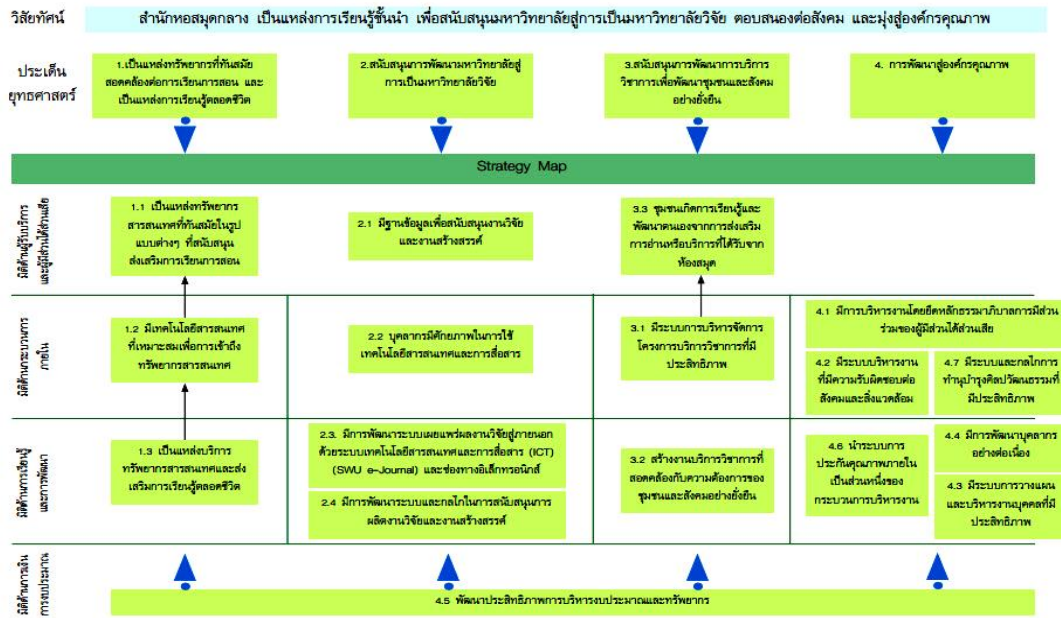 วิสัยทัศน์
สำนักหอสมุดกลาง เป็นแหล่งการเรียนรู้ชั้นนำ เพื่อสนับสนุนมหาวิทยาลัยสู่การเป็นมหาวิทยาลัยวิจัย ตอบสนองต่อสังคม และมุ่งสู่องค์กรคุณภาพ
ประเด็น
ยุทธศาสตร์
1.เป็นแหล่งทรัพยากรที่ทันสมัย
สอดคล้องต่อการเรียนการสอน และ
เป็นแหล่งการเรียนรู้ตลอดชีวิต
2.สนับสนุนการพัฒนามหาวิทยาลัยสู่
การเป็นมหาวิทยาลัยวิจัย
3.สนับสนุนการพัฒนาการบริการ
วิชาการเพื่อพัฒนาชุมชนและสังคม
อย่างยั่งยืน
4. การพัฒนาสู่องค์กรคุณภาพ
Strategy Map
มิติด้านผู้รับบริการ
และผู้มีส่วนได้ส่วนเสีย
1.1 เป็นแหล่งทรัพยากร
สารสนเทศที่ทันสมัยในรูป
แบบต่างๆ ที่สนับสนุน
ส่งเสริมการเรียนการสอน
2.1 มีฐานข้อมูลเพื่อสนับสนุนงานวิจัย
และงานสร้างสรรค์
3.3 ชุมชนเกิดการเรียนรู้และ
พัฒนาตนเองจากการส่งเสริม
การอ่านหรือบริการที่ได้รับจาก
ห้องสมุด
มิติด้านกระบวนการ
ภายใน
1.2 มีเทคโนโลยีสารสนเทศ
ที่เหมาะสมเพื่อการเข้าถึง
ทรัพยากรสารสนเทศ
2.2 บุคลากรมีศักยภาพในการใช้
เทคโนโลยีสารสนเทศและการสื่อสาร
3.1 มีระบบการบริหารจัดการ
โครงการบริการวิชาการที่มี
ประสิทธิภาพ
4.1 มีการบริหารงานโดยยึดหลักธรรมาภิบาลการมีส่วน
ร่วมของผู้มีส่วนได้ส่วนเสีย
4.2 มีระบบบริหารงาน
ที่มีความรับผิดชอบต่อ
สังคมและสิ่งแวดล้อม
4.7 มีระบบและกลไกการ
ทำนุบำรุงศิลปวัฒนธรรมที่
มีประสิทธิภาพ
มิติด้านการเรียนรู้
และการพัฒนา
1.3 เป็นแหล่งบริการ
ทรัพยากรสารสนเทศและส่ง
เสริมการเรียนรู้ตลอดชีวิต
2.3. มีการพัฒนาระบบเผยแพร่ผลงานวิจัยสู่ภายนอก
ด้วยระบบเทคโนโลยีสารสนเทศและการสื่อสาร (ICT)
(SWU e-Journal) และช่องทางอิเล็กทรอนิกส์
2.4 มีการพัฒนาระบบและกลไกในการสนับสนุนการ
ผลิตงานวิจัยและงานสร้างสรรค์
3.2 สร้างงานบริการวิชาการที่
สอดคล้องกับความต้องการของ
ชุมชนและสังคมอย่างยั่งยืน
4.6 นำระบบการ
ประกันคุณภาพภายใน
เป็นส่วนหนึ่งของ
กระบวนการบริหารงาน
4.4 มีการพัฒนาบุคลากร
อย่างต่อเนื่อง
4.3 มีระบบการวางแผน
และบริหารงานบุคคลที่มี
ประสิทธิภาพ
มิติด้านการเงิน
การงบประมาณ
4.5 พัฒนาประสิทธิภาพการบริหารงบประมาณและทรัพยากร